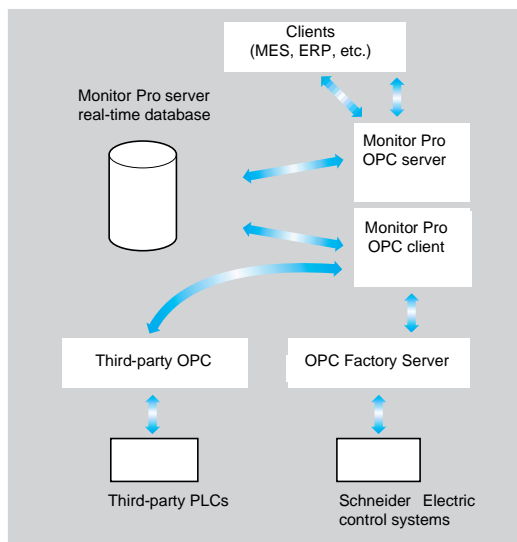 Clients
(MES, ERP, etc.)
Monitor Pro server
real-time database
Monitor Pro
OPC server
Monitor Pro
OPC client
Third-party OPC
OPC Factory Server
Third-party PLCs
Schneider Electric
control systems